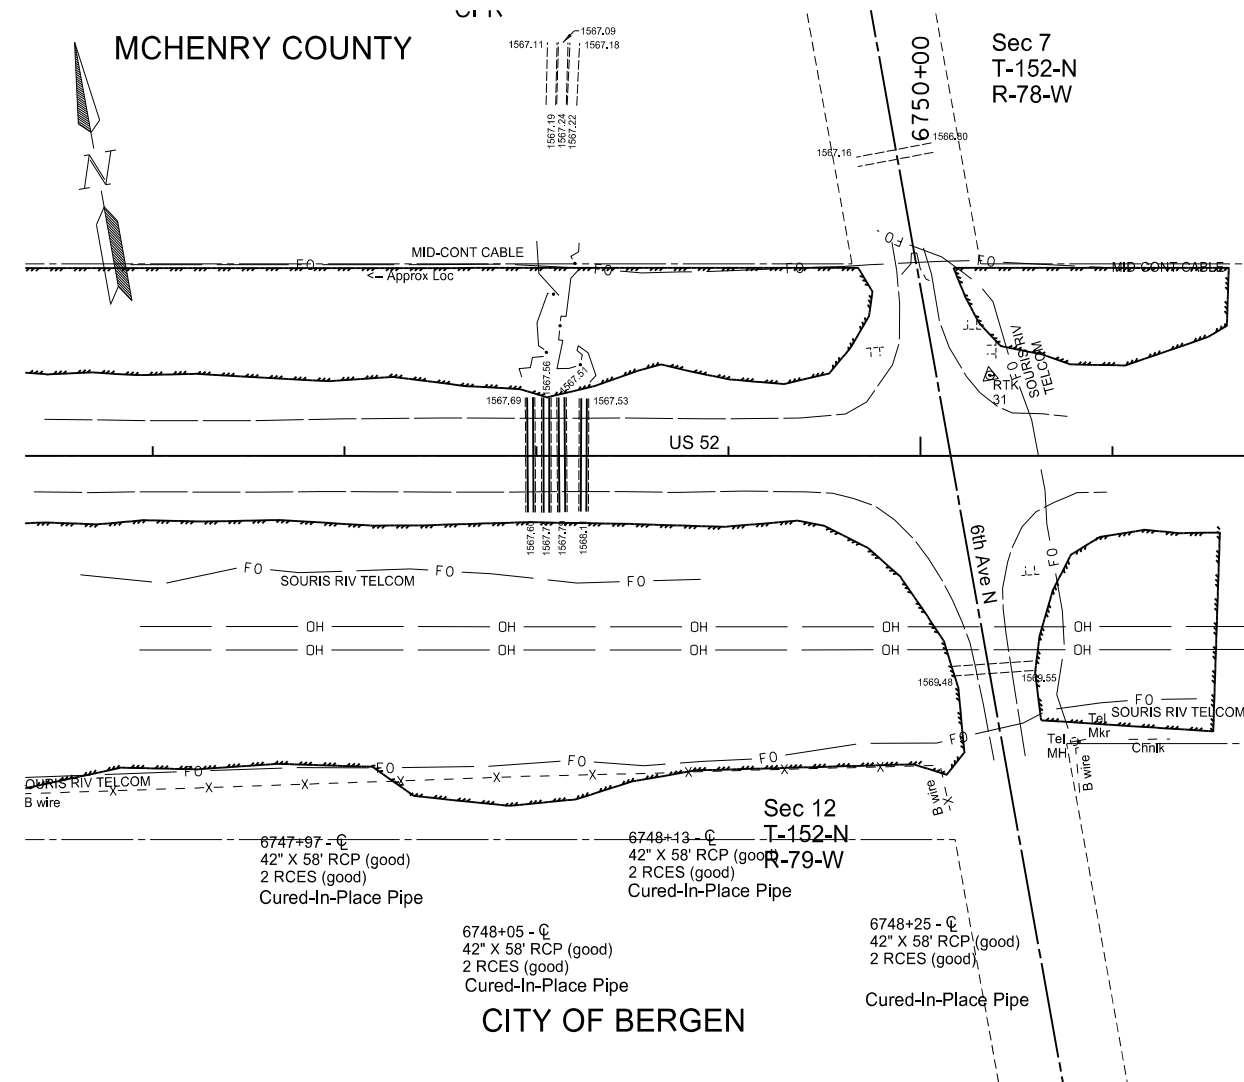 MCHENRY COUNTY
1567.09
1567.11
1567.18
1567.19
1567.24
1567.22
6750+00
Sec 7
T-152-N
R-78-W
1566.80
1567.16
N
MID-CONT CABLE
<– Approx Loc
FO
FO
FO
FO
FO
MID-CONT CABLE
SOURIS RIV
TELCOM
FO
RTK
31
1567.56
1567.51
1567.69
1567.53
US 52
1567.60
1567.79
1568.1
6th Ave N
FO
FO
FO
FO
SOURIS RIV TELCOM
OH OH OH OH OH
OH OH OH OH OH
1569.48
1569.55
FO
SOURIS RIV TELCOM
Tel
Mkr
Tel
MH
Chnlk
FO
FO
FO
FO
FO
OURIS RIV TELCOM
B wire
X X X X X X X X X
X
B wire
B wire
Sec 12
T-152-N
R-79-W
6747+97 - ℄
42" X 58' RCP (good)
2 RCES (good)
Cured-In-Place Pipe
6748+13 - ℄
42" X 58' RCP (good)
2 RCES (good)
Cured-In-Place Pipe
6748+05 - ℄
42" X 58' RCP (good)
2 RCES (good)
Cured-In-Place Pipe
6748+25 - ℄
42" X 58' RCP (good)
2 RCES (good)
Cured-In-Place Pipe
CITY OF BERGEN